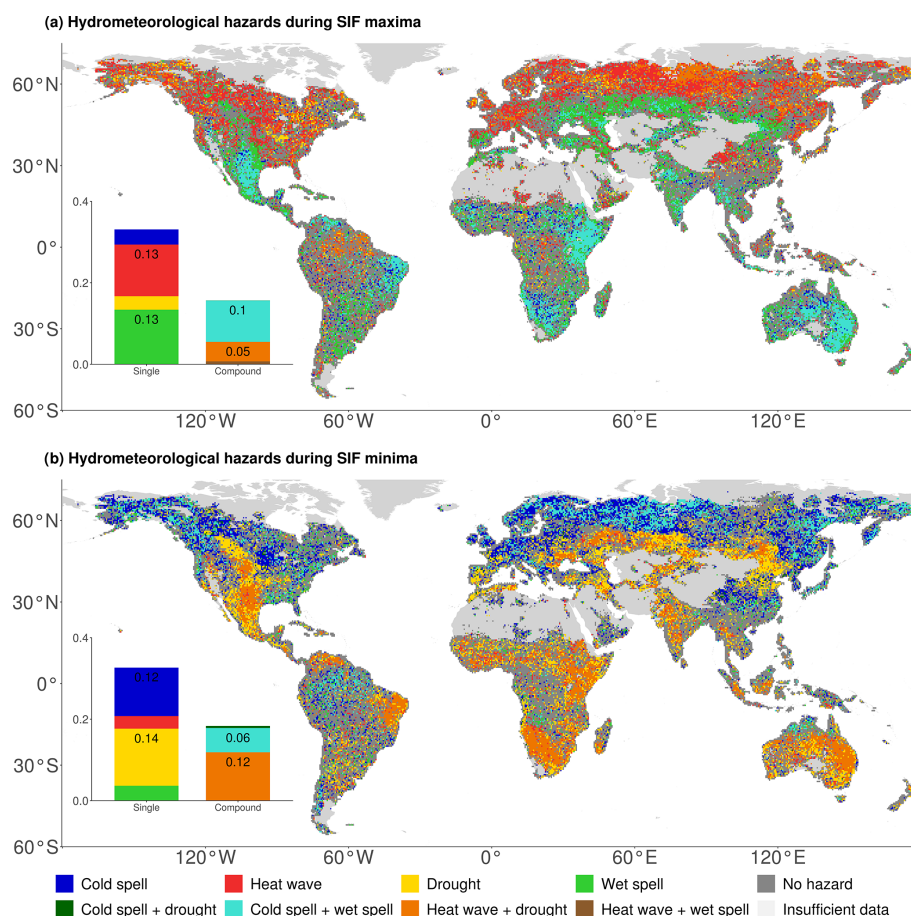 (a) Hydrometeorological hazards during SIF maxima
60°N
30°N
0°
30°S
60°S
0.4
0.2
0.0
0.13
0.13
0.1
0.05
Single
Compound
120°W
60°W
0°
60°E
120°E
(b) Hydrometeorological hazards during SIF minima
60°N
30°N
0°
30°S
60°S
0.4
0.2
0.0
0.12
0.14
0.06
0.12
Single
Compound
120°W
60°W
0°
60°E
120°E
Cold spell
Heat wave
Drought
Wet spell
No hazard
Cold spell + drought
Cold spell + wet spell
Heat wave + drought
Heat wave + wet spell
Insufficient data